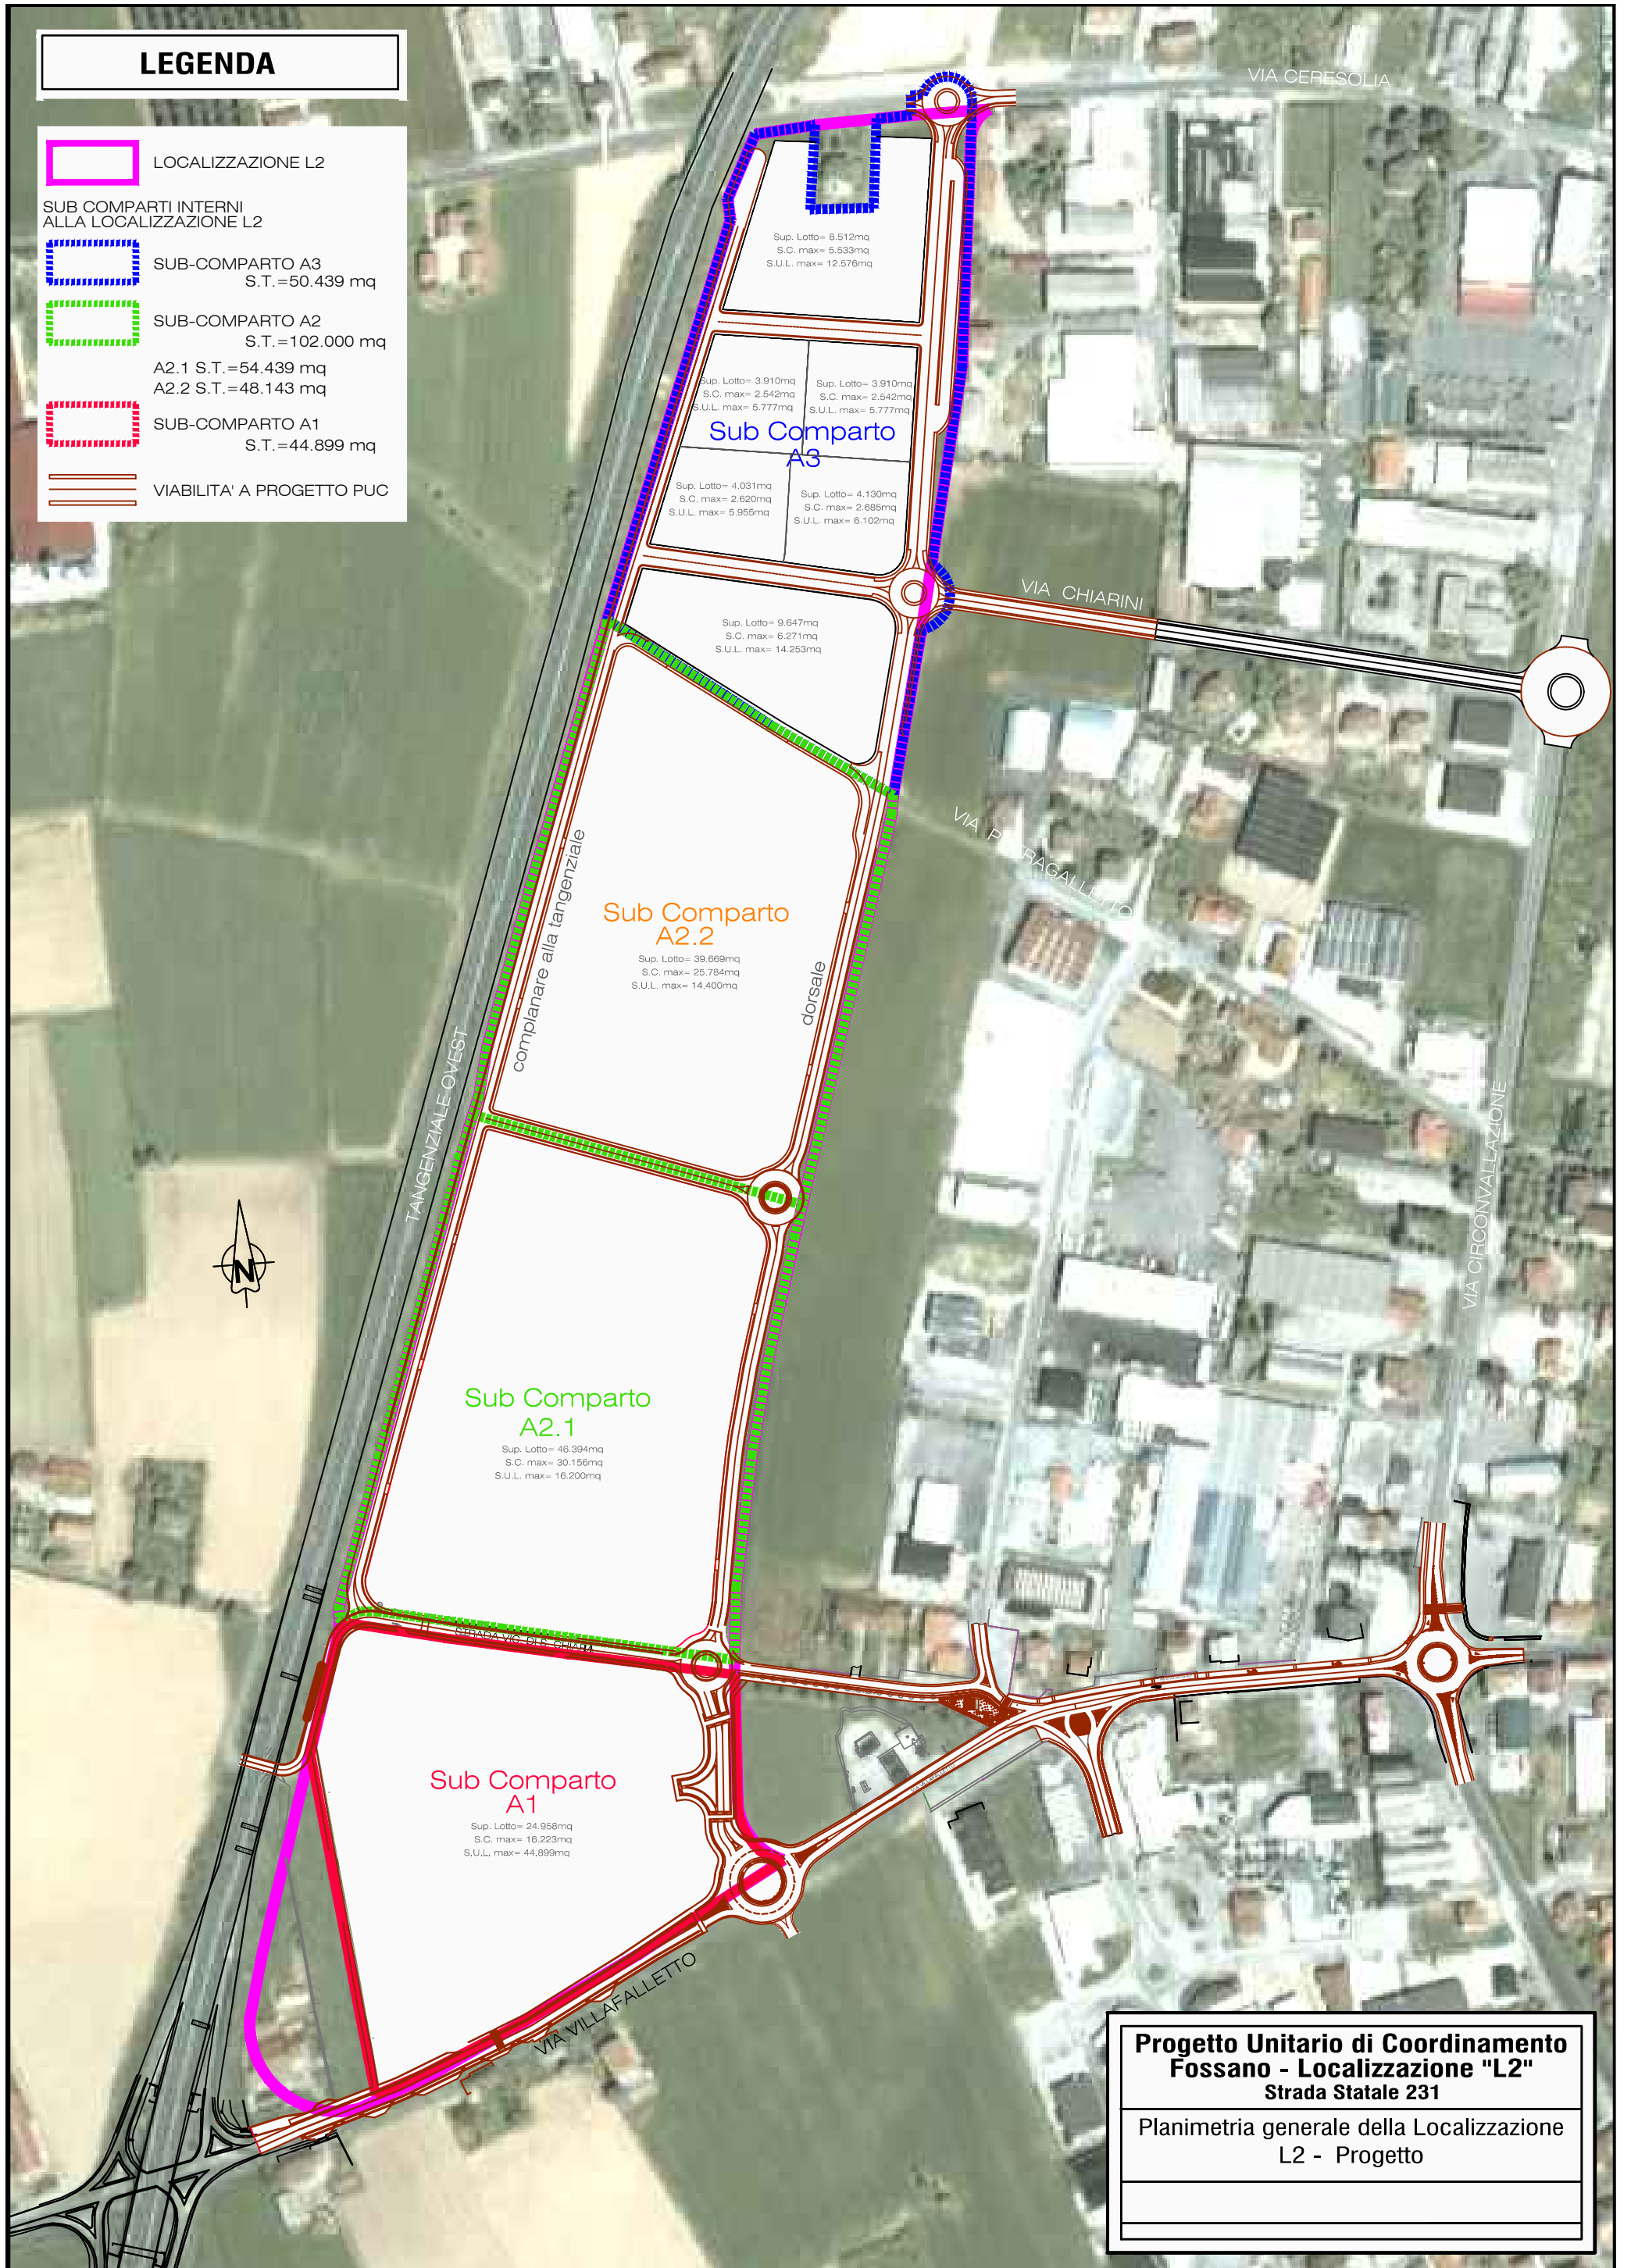 LEGENDA
LOCALIZZAZIONE L2
SUB COMPARTI INTERNI
ALLA LOCALIZZAZIONE L2
SUB-COMPARTO A3
S.T.=50.439 mq
SUB-COMPARTO A2
S.T.=102.000 mq
A2.1 S.T.=54.439 mq
A2.2 S.T.=48.143 mq
SUB-COMPARTO A1
S.T.=44.899 mq
VIABILITA' A PROGETTO PUC
VIA CERESOLIA
Sup. Lotto= 8.512mq
S.C. max= 5.533mq
S.U.L. max= 12.576mq
Sup. Lotto= 3.910mq
S.C. max= 2.542mq
S.U.L. max= 5.777mq
Sup. Lotto= 3.910mq
S.C. max= 2.542mq
S.U.L. max= 5.777mq
Sub Comparto
A3
Sup. Lotto= 4.031mq
S.C. max= 2.620mq
S.U.L. max= 5.955mq
Sup. Lotto= 4.130mq
S.C. max= 2.685mq
S.U.L. max= 6.102mq
VIA CHIARINI
Sup. Lotto= 9.647mq
S.C. max= 6.271mq
S.U.L. max= 14.253mq
VIA
complanare alla tangenziale
Sub Comparto
A2.2
Sup. Lotto= 39.669mq
S.C. max= 25.784mq
S.U.L. max= 14.400mq
dorsale
TANGENZIALE OVEST
VIA CIRCONVALLAZIONE
N
Sub Comparto
A2.1
Sup. Lotto= 46.394mq
S.C. max= 30.156mq
S.U.L. max= 16.200mq
STRADA VIC. DI S. CHIARA
Sub Comparto
A1
Sup. Lotto= 24.958mq
S.C. max= 16.223mq
S.U.L. max= 44.899mq
VIA VILLAFALLETTO
Progetto Unitario di Coordinamento
Fossano - Localizzazione "L2"
Strada Statale 231
Planimetria generale della Localizzazione
L2 - Progetto